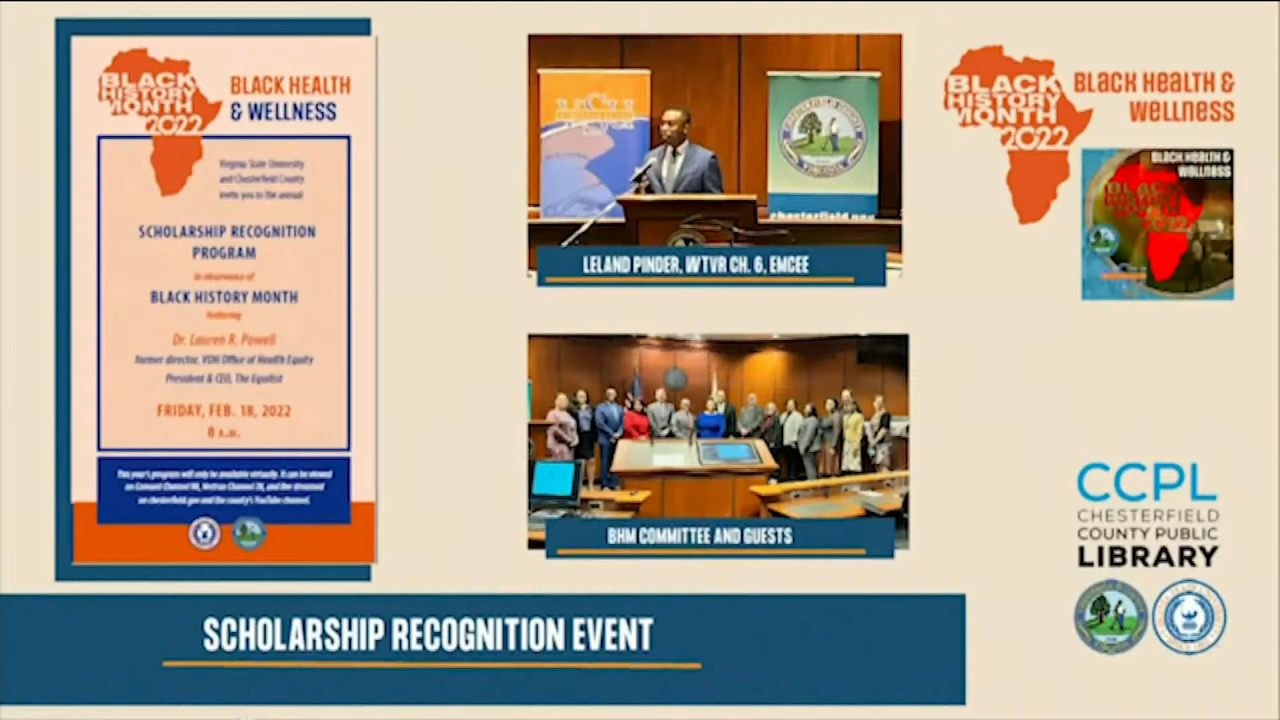 BLACK
HISTORY
MONTH
2022
BLACK HEALTH
& WELLNESS
Virginia State University
and Chesterfield County
invite you to the annual
SCHOLARSHIP RECOGNITION
PROGRAM
in observance of
BLACK HISTORY MONTH
featuring
Dr. Lauren R. Powell
former director, VDH Office of Health Equity
President & CEO, The Equitist
FRIDAY, FEB. 18, 2022
8 A.M.
This year's program will only be available virtually. It can be viewed
on Comcast Channel 98, Verizon Channel 28, and live streamed
on chesterfield.gov and the county's YouTube channel.
LELAND PINDER, WTVR CH. 6, EMCEE
BHM COMMITTEE AND GUESTS
SCHOLARSHIP RECOGNITION EVENT
BLACK
HISTORY
MONTH
2022
BLACK HEALTH &
WELLNESS
BLACK HEALTH &
WELLNESS
BLACK
HISTORY
MONTH
2022
CCPL
CHESTERFIELD
COUNTY PUBLIC
LIBRARY